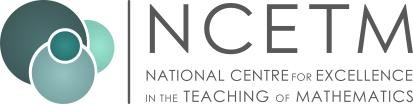 NCETM
NATIONAL CENTRE FOR EXCELLENCE
IN THE TEACHING OF MATHEMATICS